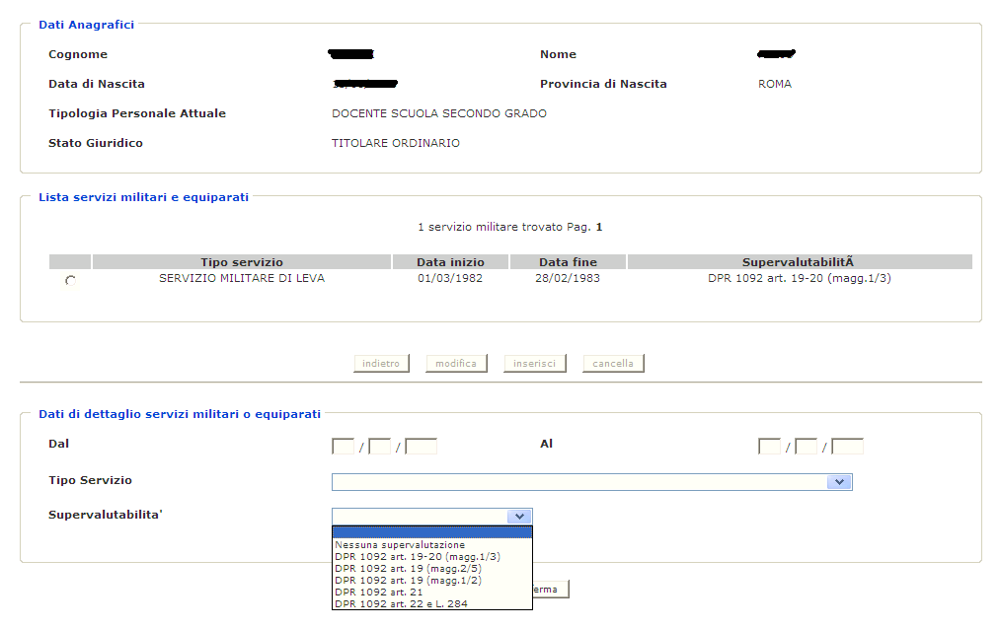 Dati Anagrafici
Cognome Nome
Data di Nascita Provincia di Nascita ROMA
Tipologia Personale Attuale DOCENTE SCUOLA SECONDO GRADO
Stato Giuridico TITOLARE ORDINARIO
Lista servizi militari e equiparati
1 servizio militare trovato Pag. 1
Tipo servizio Data inizio Data fine SupervalutabilitÃ
SERVIZIO MILITARE DI LEVA 01/03/1982 28/02/1983 DPR 1092 art. 19-20 (magg.1/3)
indietro modifica inserisci cancella
Dati di dettaglio servizi militari o equiparati
Dal / / Al / /
Tipo Servizio
Supervalutabilita'
Nessuna supervalutazione
DPR 1092 art. 19-20 (magg.1/3)
DPR 1092 art. 19 (magg.2/5)
DPR 1092 art. 19 (magg.1/2)
DPR 1092 art. 21
DPR 1092 art. 22 e L. 284